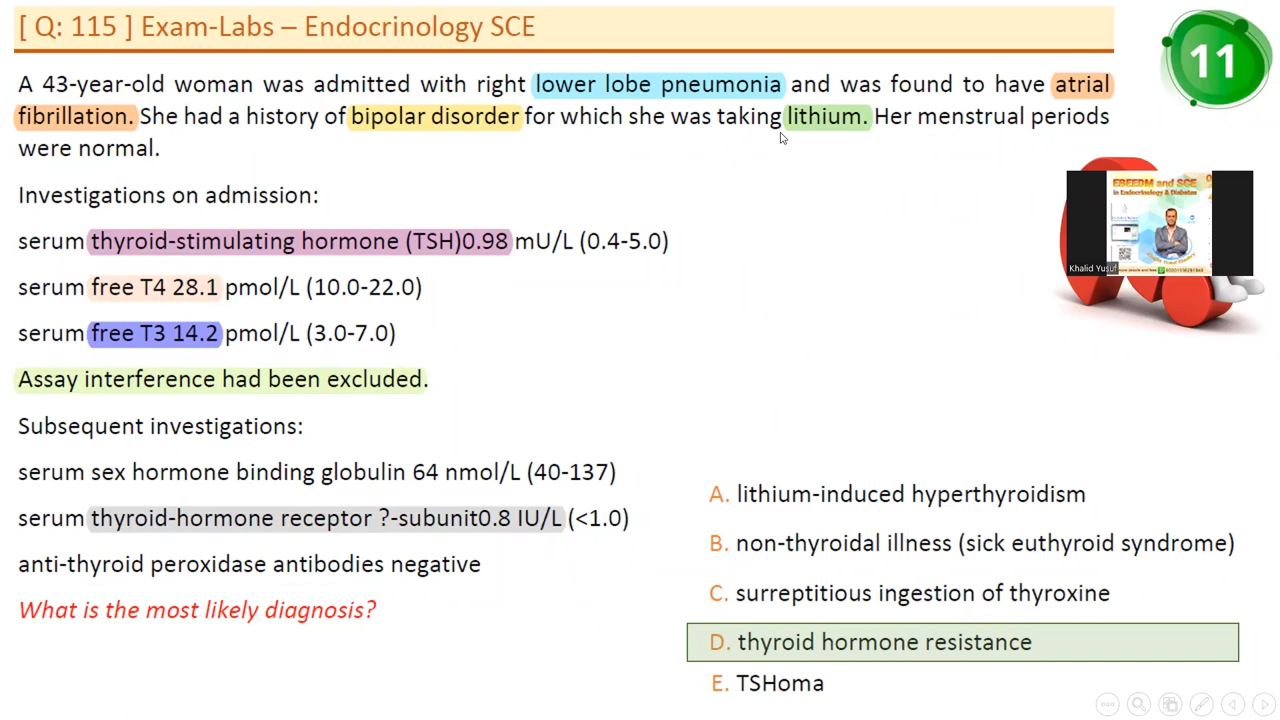 [ Q: 115 ] Exam-Labs – Endocrinology SCE
11
A 43-year-old woman was admitted with right lower lobe pneumonia and was found to have atrial
fibrillation. She had a history of bipolar disorder for which she was taking lithium. Her menstrual periods
were normal.
Investigations on admission:
serum thyroid-stimulating hormone (TSH)0.98 mU/L (0.4-5.0)
serum free T4 28.1 pmol/L (10.0-22.0)
serum free T3 14.2 pmol/L (3.0-7.0)
Assay interference had been excluded.
Subsequent investigations:
serum sex hormone binding globulin 64 nmol/L (40-137)
serum thyroid-hormone receptor ?-subunit0.8 IU/L (<1.0)
anti-thyroid peroxidase antibodies negative
What is the most likely diagnosis?
EBEEDM and SCE
in Endocrinology & Diabetes
Khalid Yusuf
A. lithium-induced hyperthyroidism
B. non-thyroidal illness (sick euthyroid syndrome)
C. surreptitious ingestion of thyroxine
D. thyroid hormone resistance
E. TSHoma